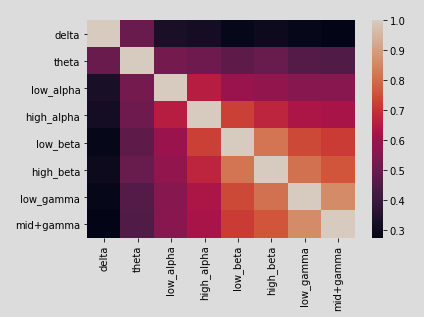 delta
theta
low_alpha
high_alpha
low_beta
high_beta
low_gamma
mid+gamma
delta
theta
low_alpha
high_alpha
low_beta
high_beta
low_gamma
mid+gamma
1.0
0.9
0.8
0.7
0.6
0.5
0.4
0.3